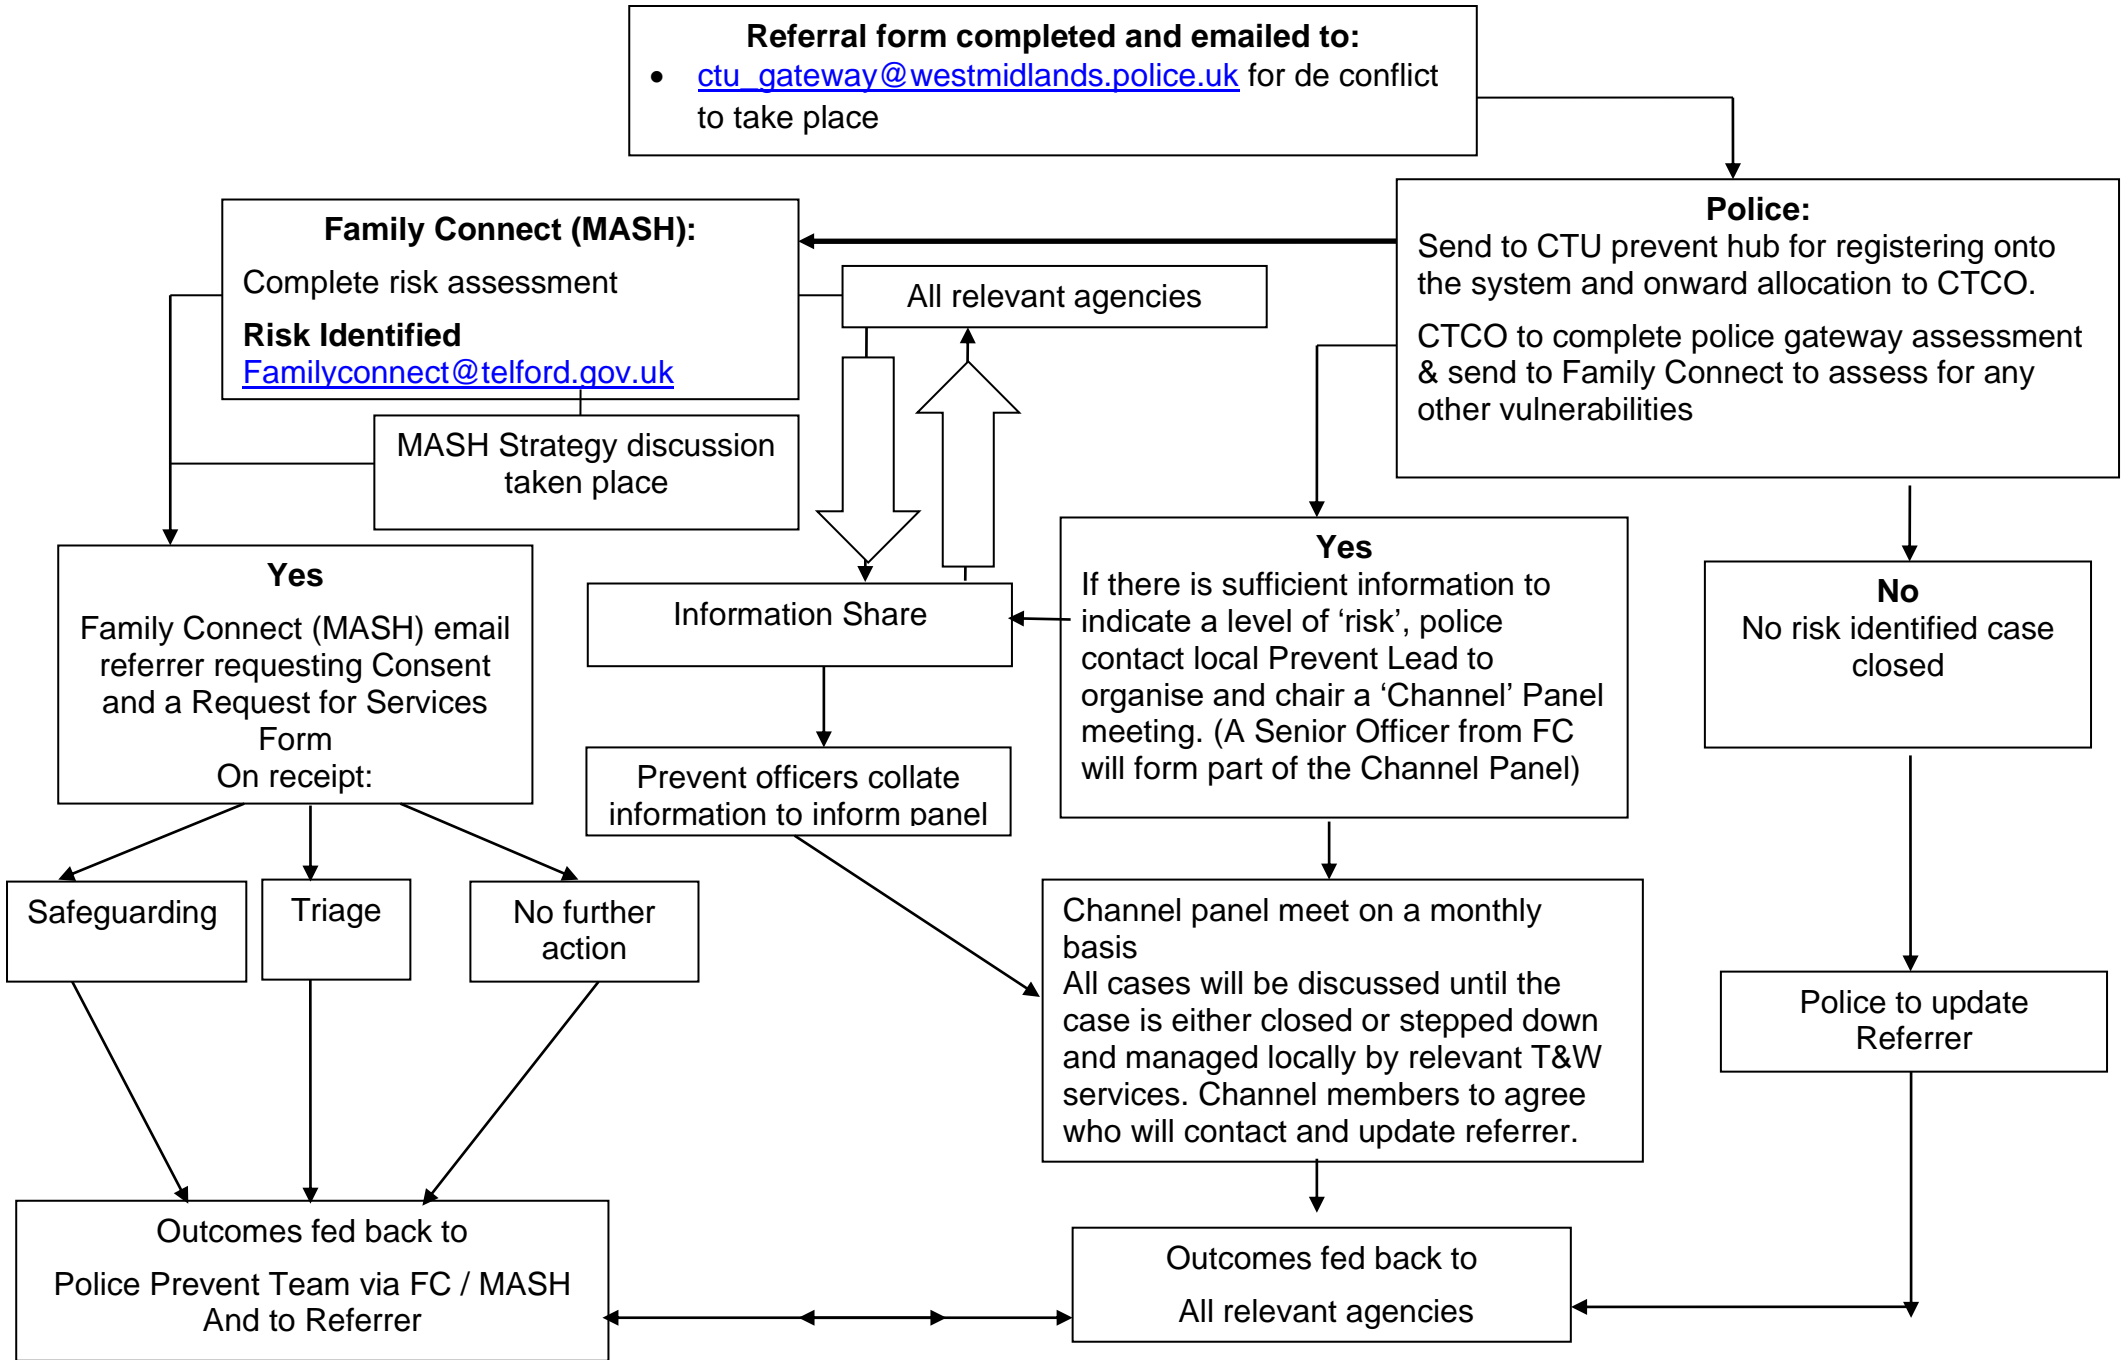 Referral form completed and emailed to:
• ctu_gateway@westmidlands.police.uk for de conflict
to take place
Family Connect (MASH):
Complete risk assessment
Risk Identified
Familyconnect@telford.gov.uk
All relevant agencies
Police:
Send to CTU prevent hub for registering onto
the system and onward allocation to CTCO.
CTCO to complete police gateway assessment
& send to Family Connect to assess for any
other vulnerabilities
MASH Strategy discussion
taken place
Yes
Family Connect (MASH) email
referrer requesting Consent
and a Request for Services
Form
On receipt:
Information Share
Yes
If there is sufficient information to
indicate a level of ‘risk’, police
contact local Prevent Lead to
organise and chair a ‘Channel’ Panel
meeting. (A Senior Officer from FC
will form part of the Channel Panel)
No
No risk identified case
closed
Prevent officers collate
information to inform panel
Safeguarding
Triage
No further
action
Channel panel meet on a monthly
basis
All cases will be discussed until the
case is either closed or stepped down
and managed locally by relevant T&W
services. Channel members to agree
who will contact and update referrer.
Police to update
Referrer
Outcomes fed back to
Police Prevent Team via FC / MASH
And to Referrer
Outcomes fed back to
All relevant agencies